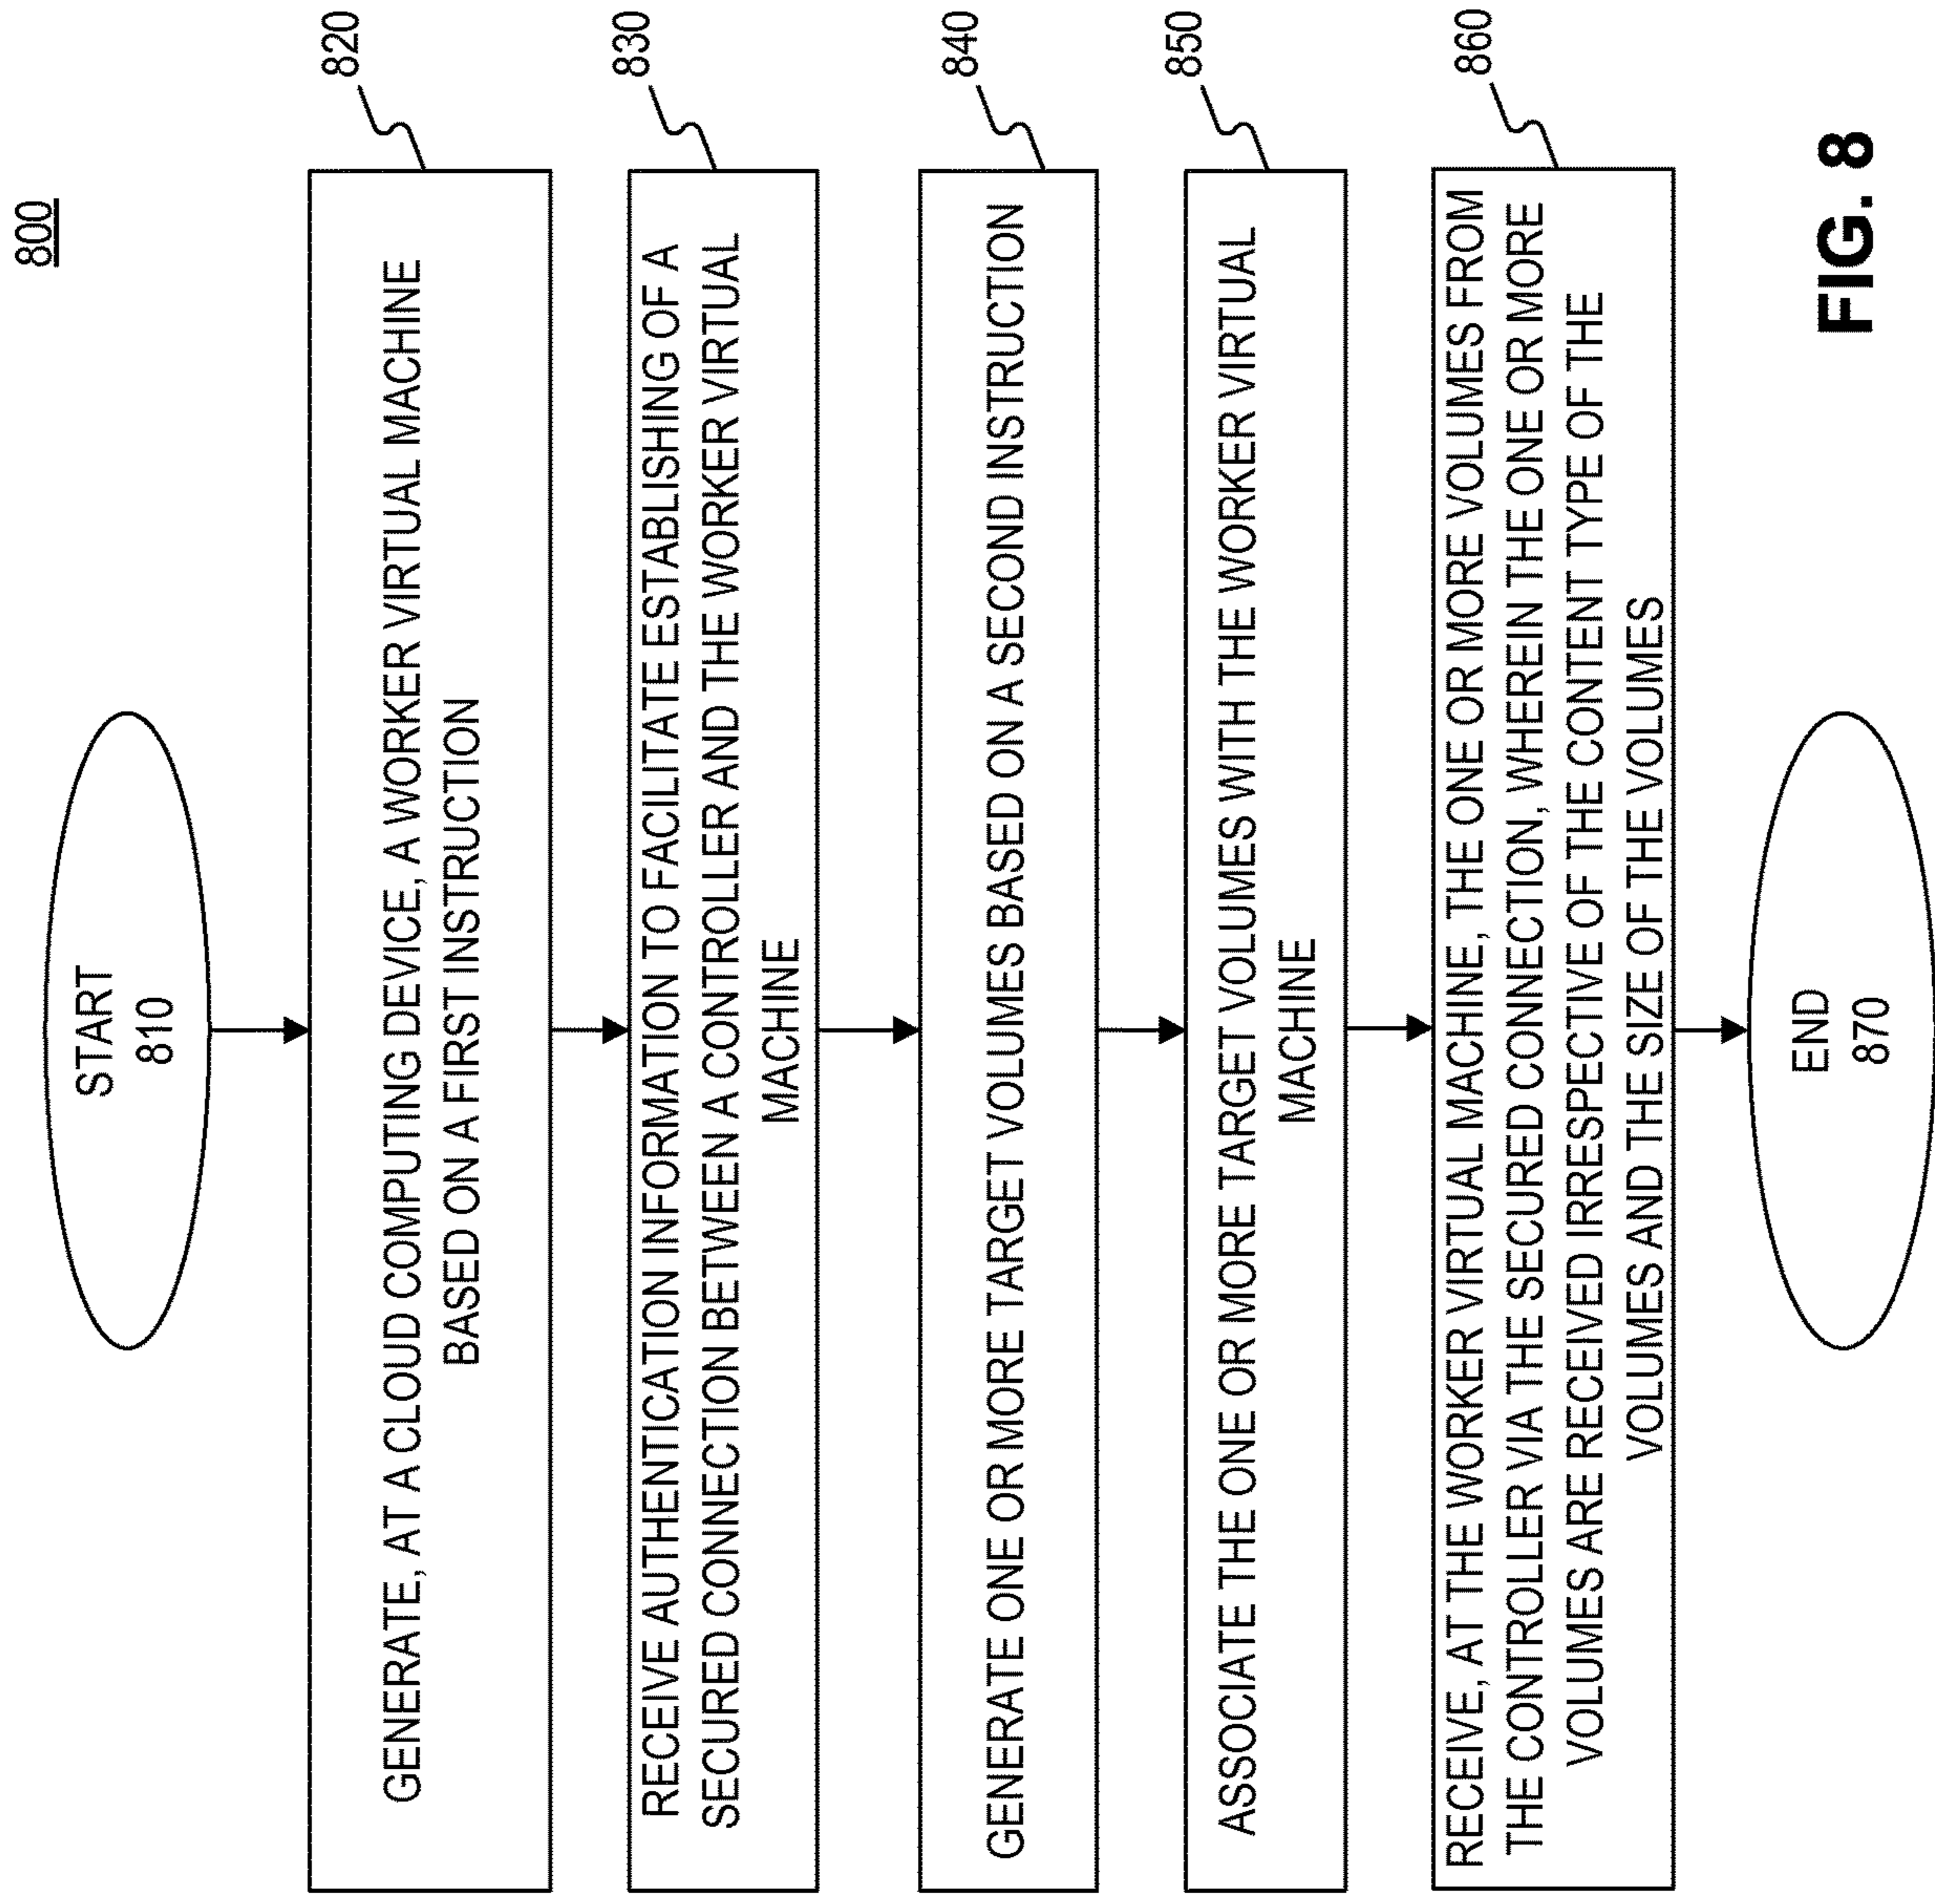 800
START
810
820
GENERATE, AT A CLOUD COMPUTING DEVICE, A WORKER VIRTUAL MACHINE
BASED ON A FIRST INSTRUCTION
830
RECEIVE AUTHENTICATION INFORMATION TO FACILITATE ESTABLISHING OF A
SECURED CONNECTION BETWEEN A CONTROLLER AND THE WORKER VIRTUAL
MACHINE
840
GENERATE ONE OR MORE TARGET VOLUMES BASED ON A SECOND INSTRUCTION
850
ASSOCIATE THE ONE OR MORE TARGET VOLUMES WITH THE WORKER VIRTUAL
MACHINE
860
RECEIVE, AT THE WORKER VIRTUAL MACHINE, THE ONE OR MORE VOLUMES FROM
THE CONTROLLER VIA THE SECURED CONNECTION, WHEREIN THE ONE OR MORE
VOLUMES ARE RECEIVED IRRESPECTIVE OF THE CONTENT TYPE OF THE
VOLUMES AND THE SIZE OF THE VOLUMES
END
870
FIG. 8